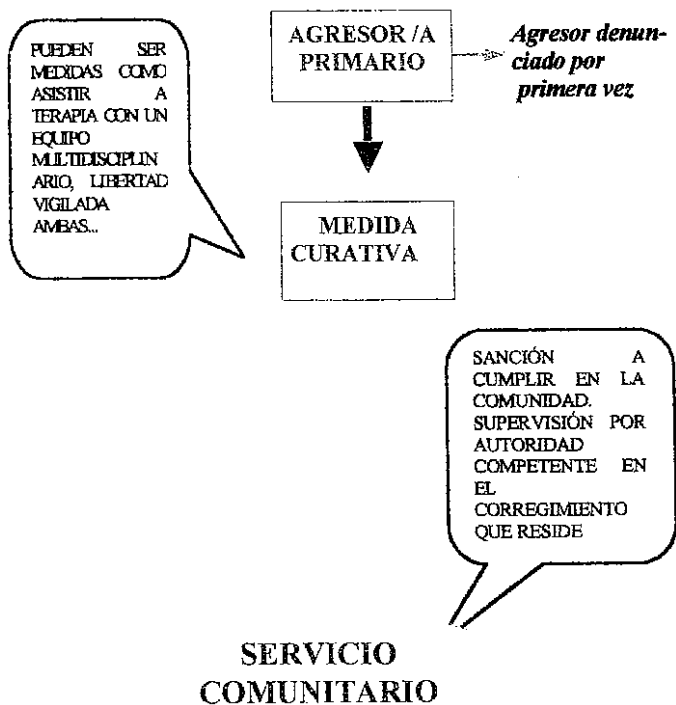 AGRESOR /A
PRIMARIO
Agresor denun-
ciado por
primera vez
PUEDEN SER
MEDIDAS COMO
ASISTIR A
TERAPIA CON UN
EQUIPO
MULTIDISCIPLIN
ARIO, LIBERTAD
VIGILADA
AMBAS...
MEDIDA
CURATIVA
SANCIÓN A
CUMPLIR EN LA
COMUNIDAD.
SUPERVISIÓN POR
AUTORIDAD
COMPETENTE EN
EL
CORREGIMIENTO
QUE RESIDE
SERVICIO
COMUNITARIO